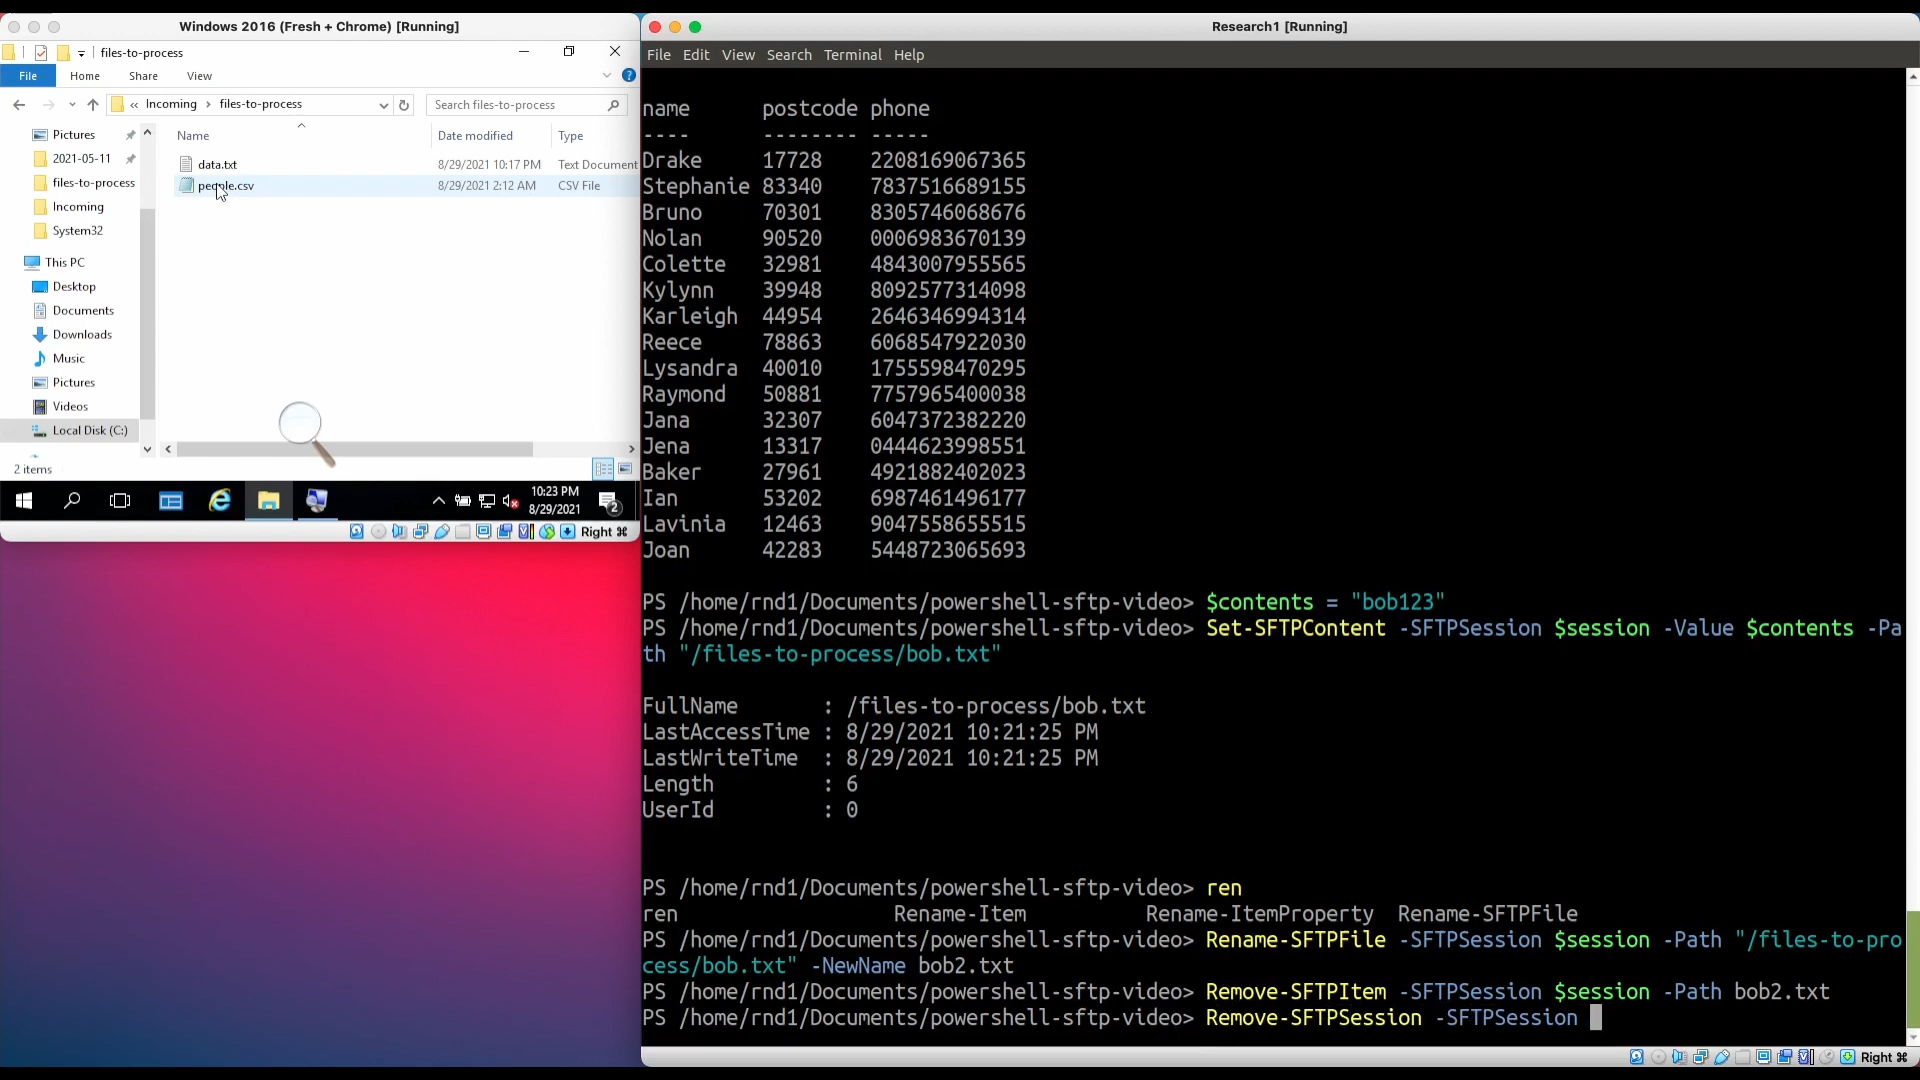 Windows 2016 (Fresh + Chrome) [Running]
files-to-process
File Home Share View
« Incoming › files-to-process
Search files-to-process
Name Date modified Type
Pictures
2021-05-11
files-to-process
Incoming
System32
This PC
Desktop
Documents
Downloads
Music
Pictures
Videos
Local Disk (C:)
data.txt 8/29/2021 10:17 PM Text Document
people.csv 8/29/2021 2:12 AM CSV File
2 items
10:23 PM
8/29/2021
2
Right ⌘
Research1 [Running]
File Edit View Search Terminal Help
name postcode phone
---- -------- -----
Drake 17728 2208169067365
Stephanie 83340 7837516689155
Bruno 70301 8305746068676
Nolan 90520 0006983670139
Colette 32981 4843007955565
Kylynn 39948 8092577314098
Karleigh 44954 2646346994314
Reece 78863 6068547922030
Lysandra 40010 1755598470295
Raymond 50881 7757965400038
Jana 32307 6047372382220
Jena 13317 0444623998551
Baker 27961 4921882402023
Ian 53202 6987461496177
Lavinia 12463 9047558655515
Joan 42283 5448723065693
PS /home/rnd1/Documents/powershell-sftp-video> $contents = "bob123"
PS /home/rnd1/Documents/powershell-sftp-video> Set-SFTPContent -SFTPSession $session -Value $contents -Pa
th "/files-to-process/bob.txt"
FullName : /files-to-process/bob.txt
LastAccessTime : 8/29/2021 10:21:25 PM
LastWriteTime : 8/29/2021 10:21:25 PM
Length : 6
UserId : 0
PS /home/rnd1/Documents/powershell-sftp-video> ren
ren Rename-Item Rename-ItemProperty Rename-SFTPFile
PS /home/rnd1/Documents/powershell-sftp-video> Rename-SFTPFile -SFTPSession $session -Path "/files-to-pro
cess/bob.txt" -NewName bob2.txt
PS /home/rnd1/Documents/powershell-sftp-video> Remove-SFTPItem -SFTPSession $session -Path bob2.txt
PS /home/rnd1/Documents/powershell-sftp-video> Remove-SFTPSession -SFTPSession
Right ⌘